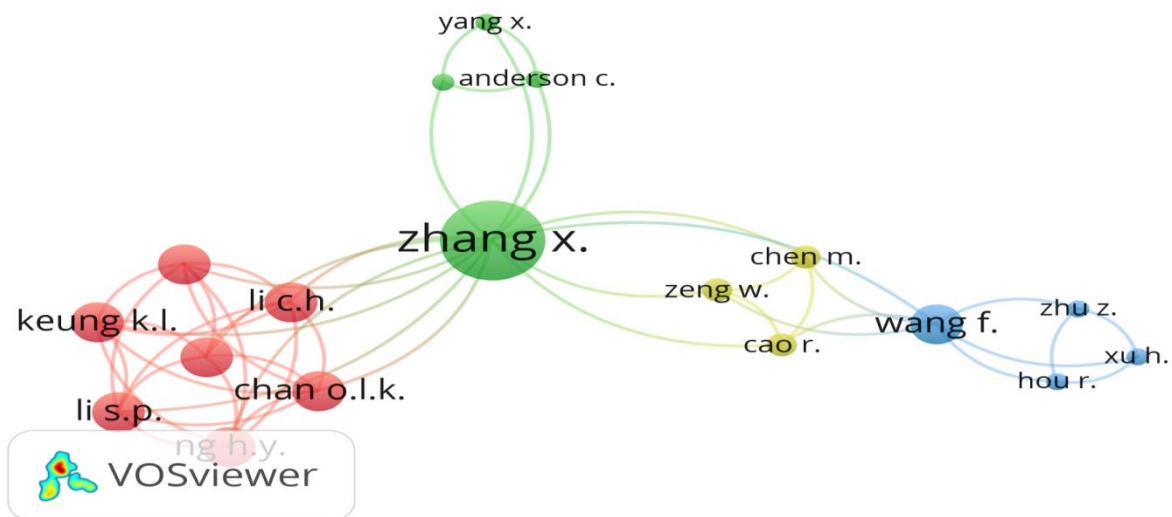 yang x.
anderson c.
zhang x.
chen m.
li c.h.
zeng w.
keung k.l.
wang f.
zhu z.
cao r.
xu h.
hou r.
chan o.l.k.
li s.p.
ng h.y.
VOSviewer